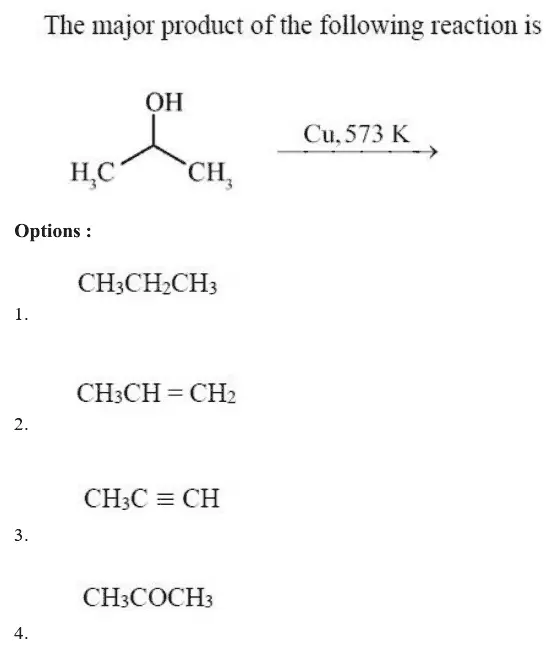 The major product of the following reaction is
OH
Cu, 573 K
H₃C
CH₃
Options :
CH3CH2CH3
1.
CH3CH = CH2
2.
CH3C ≡ CH
3.
CH3COCH3
4.